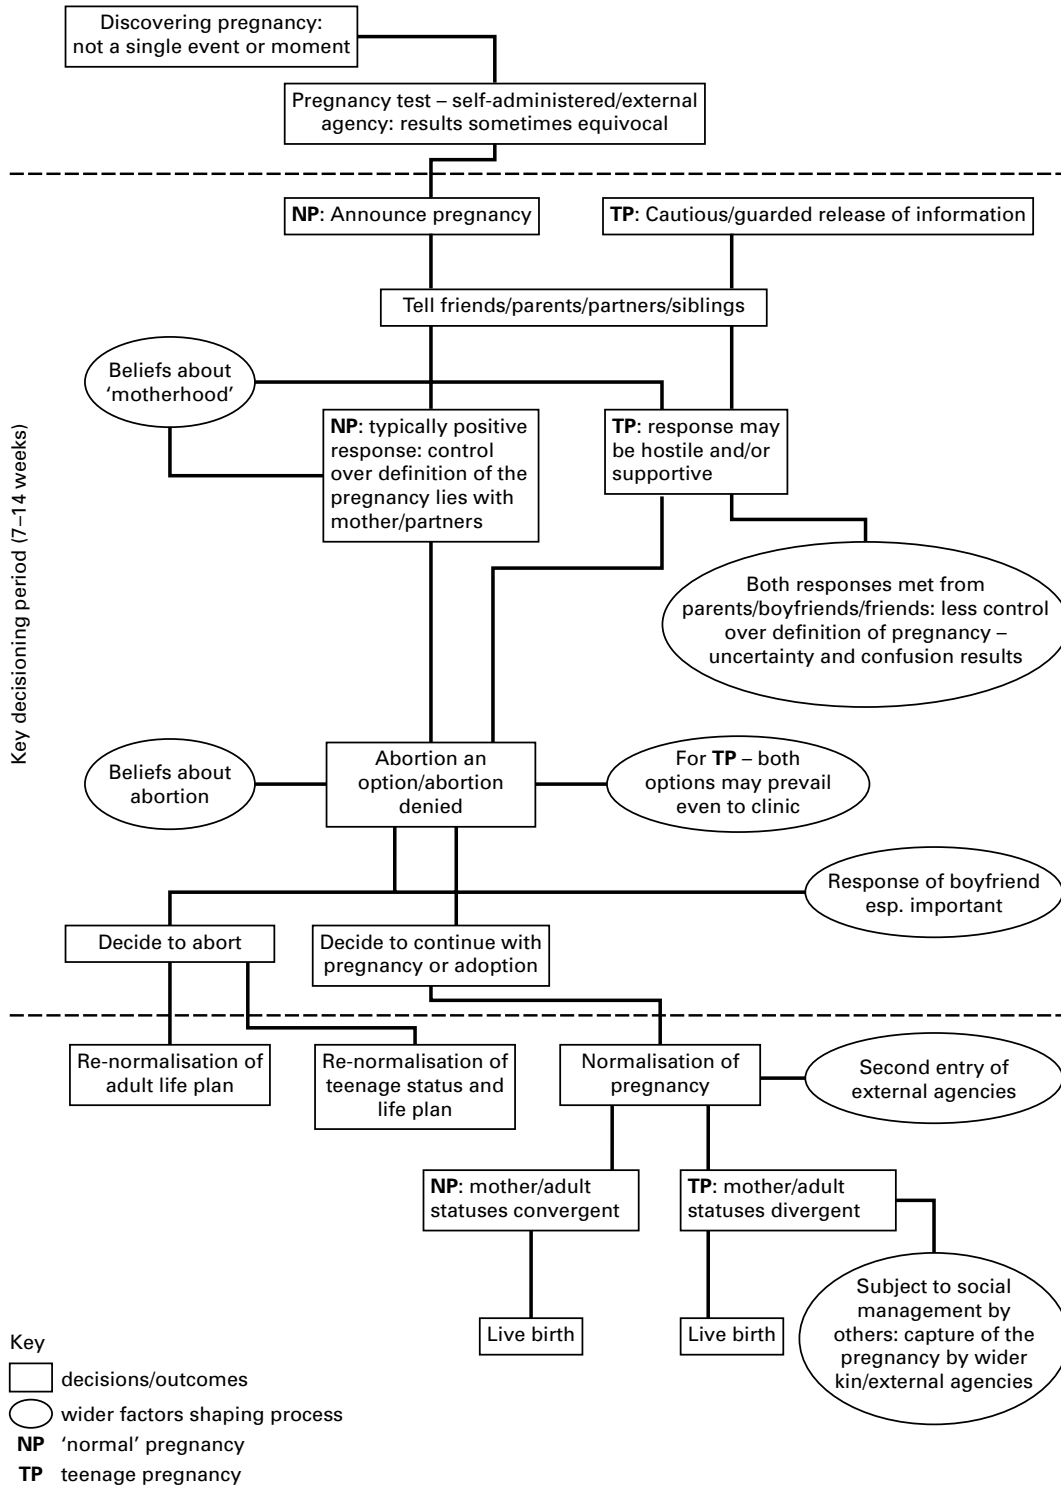 Discovering pregnancy:
not a single event or moment
Pregnancy test – self-administered/external
agency: results sometimes equivocal
Key decisioning period (7–14 weeks)
NP: Announce pregnancy
TP: Cautious/guarded release of information
Tell friends/parents/partners/siblings
Beliefs about
‘motherhood’
NP: typically positive
response: control
over definition of the
pregnancy lies with
mother/partners
TP: response may
be hostile and/or
supportive
Both responses met from
parents/boyfriends/friends: less control
over definition of pregnancy –
uncertainty and confusion results
Beliefs about
abortion
Abortion an
option/abortion
denied
For TP – both
options may prevail
even to clinic
Response of boyfriend
esp. important
Decide to abort
Decide to continue with
pregnancy or adoption
Re-normalisation of
adult life plan
Re-normalisation of
teenage status and
life plan
Normalisation of
pregnancy
Second entry of
external agencies
NP: mother/adult
statuses convergent
TP: mother/adult
statuses divergent
Live birth
Live birth
Subject to social
management by
others: capture of the
pregnancy by wider
kin/external agencies
Key
decisions/outcomes
wider factors shaping process
NP ‘normal’ pregnancy
TP teenage pregnancy